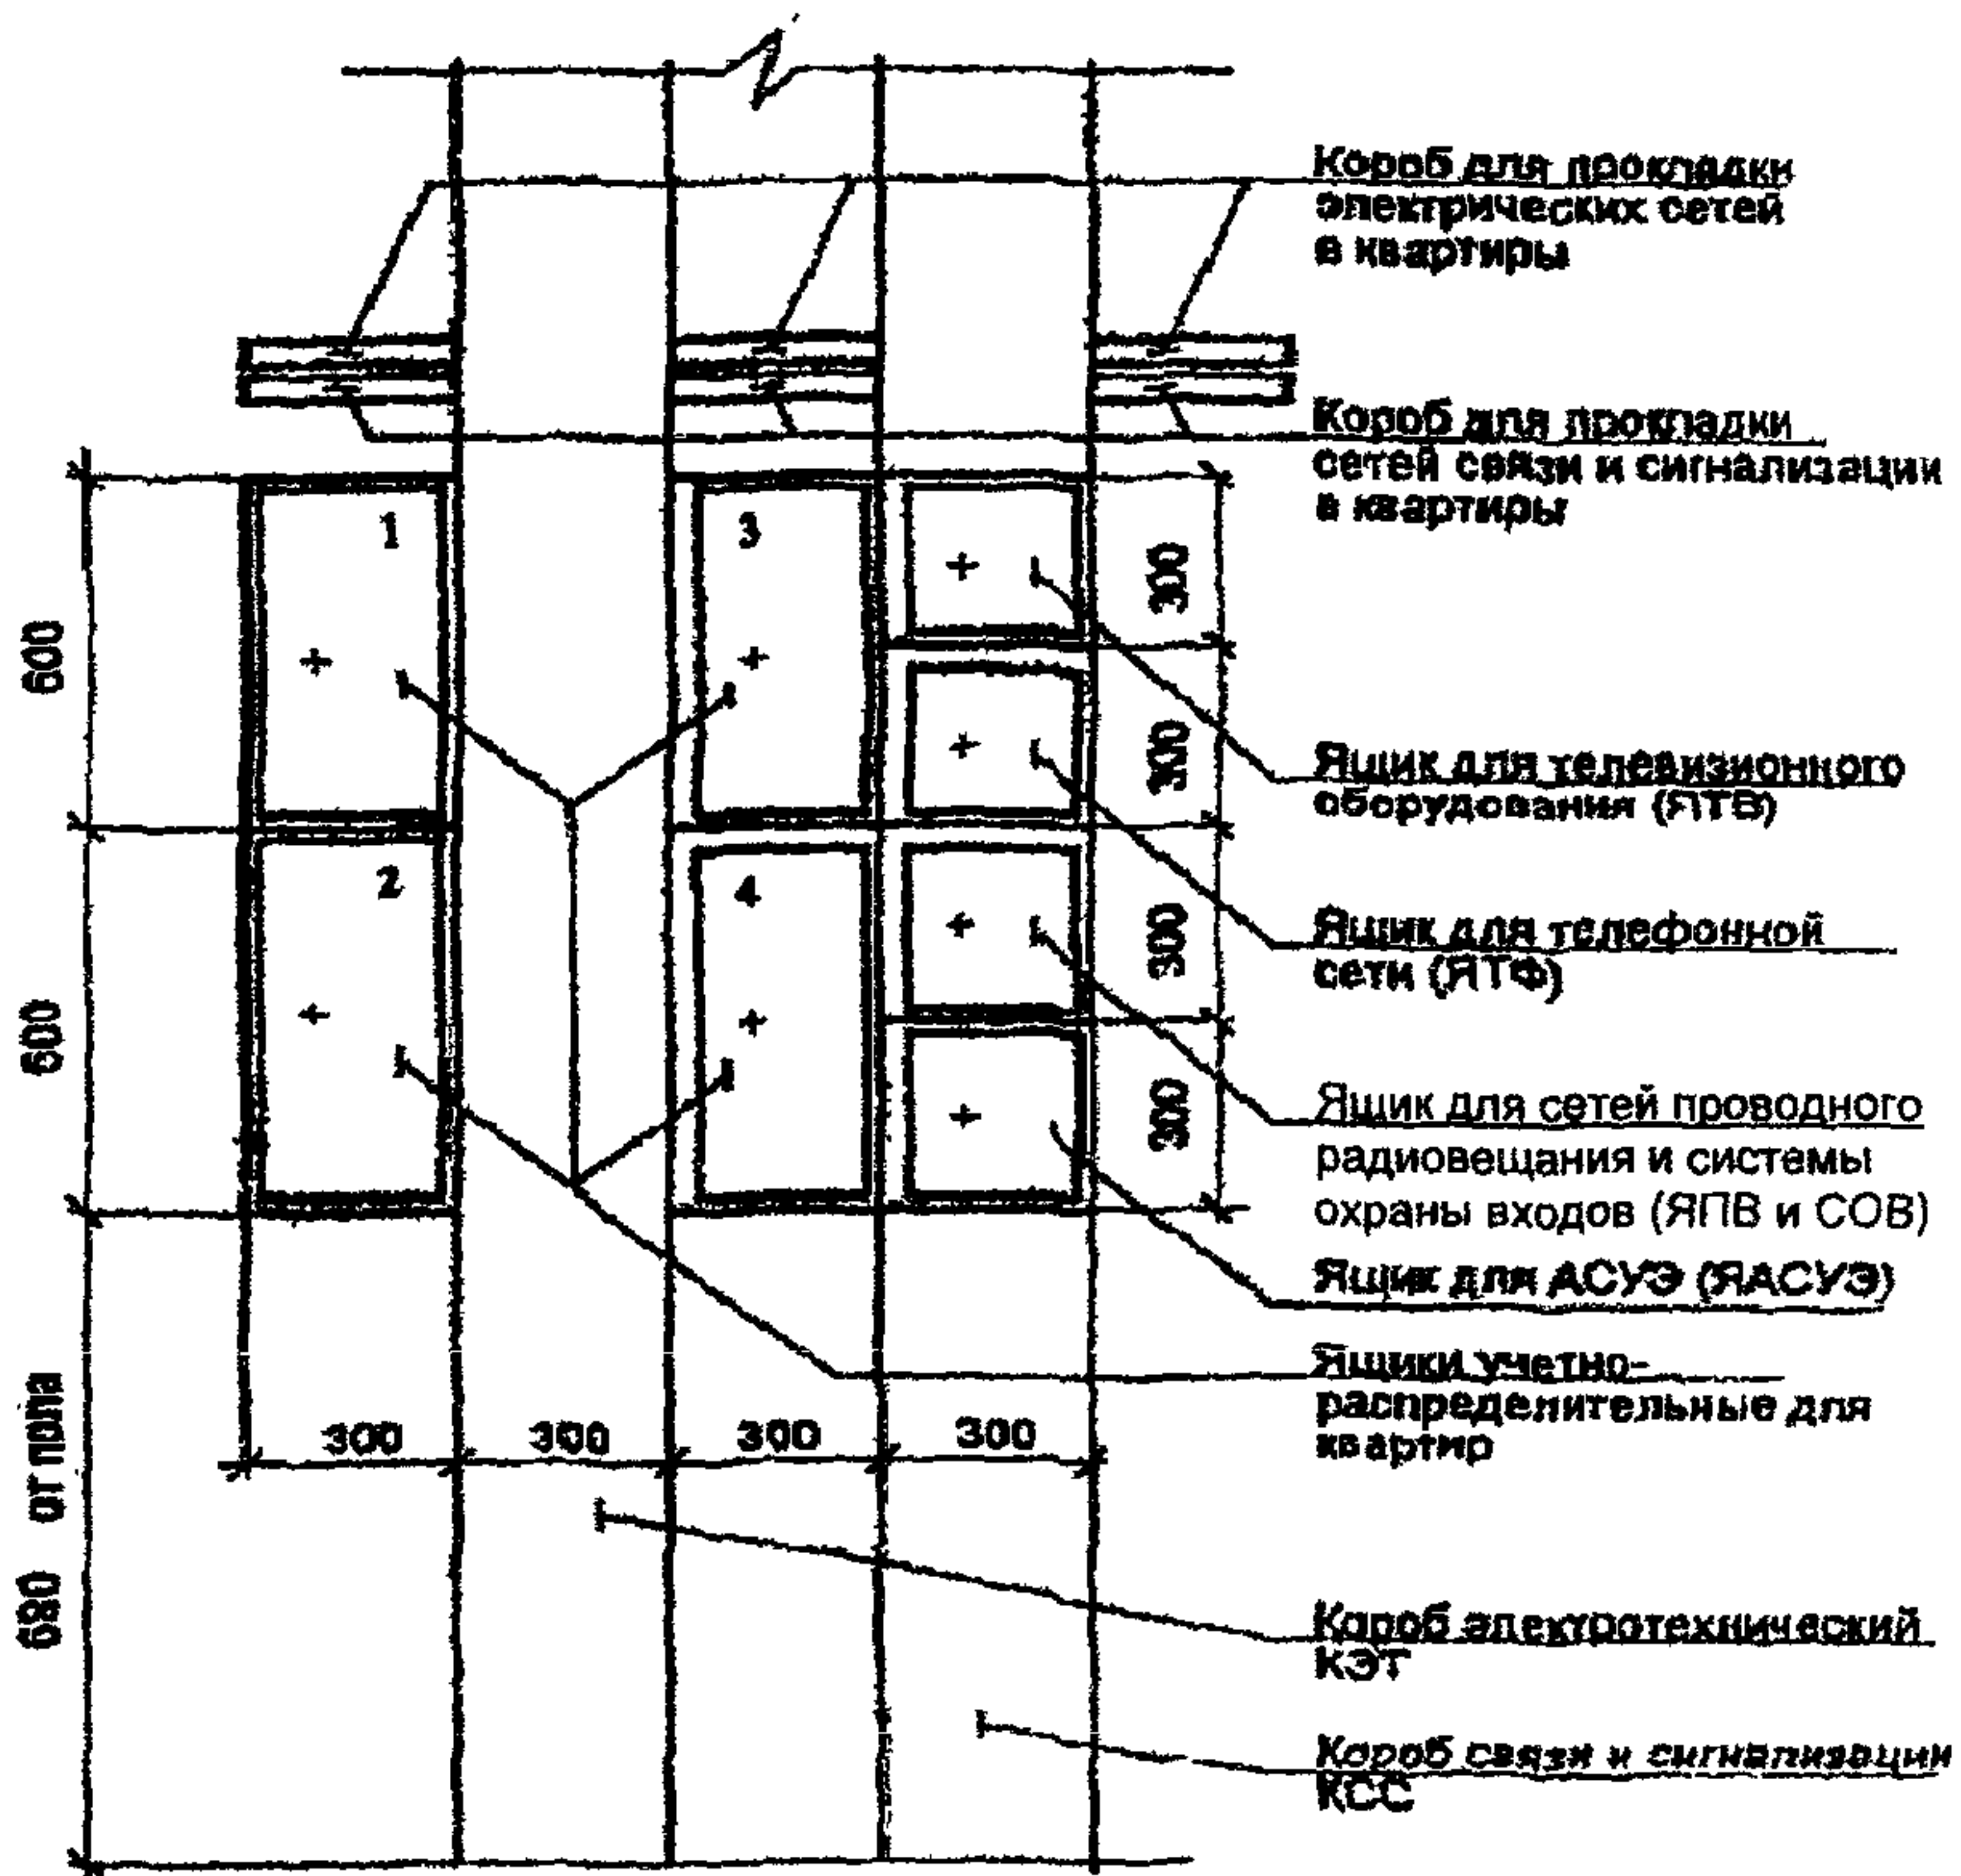 Короб для прокладки
электрических сетей
в квартиры
Короб для прокладки
сетей связи и сигнализации
в квартиры
1
3
300
600
300
Ящик для телевизионного
оборудования (ЯТВ)
2
4
300
Ящик для телефонной
сети (ЯТФ)
600
300
Ящик для сетей проводного
радиовещания и системы
охраны входов (ЯПВ и СОВ)
Ящик для АСУЭ (ЯАСУЭ)
Ящики учетно-
распределительные для
квартир
300
300
300
300
680 от пола
Короб электротехнический
КЭТ
Короб связи и сигнализации
КСС